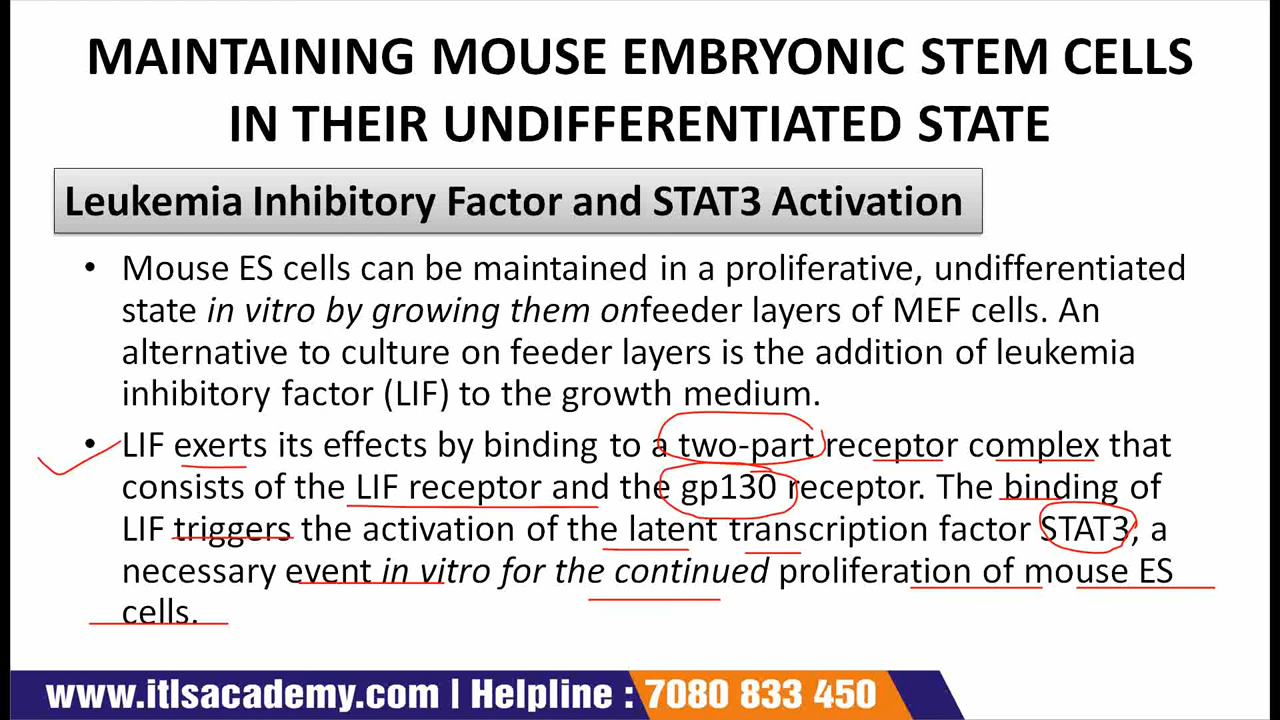 MAINTAINING MOUSE EMBRYONIC STEM CELLS
IN THEIR UNDIFFERENTIATED STATE
Leukemia Inhibitory Factor and STAT3 Activation
• Mouse ES cells can be maintained in a proliferative, undifferentiated
state in vitro by growing them onfeeder layers of MEF cells. An
alternative to culture on feeder layers is the addition of leukemia
inhibitory factor (LIF) to the growth medium.
• LIF exerts its effects by binding to a two-part receptor complex that
consists of the LIF receptor and the gp130 receptor. The binding of
LIF triggers the activation of the latent transcription factor STAT3, a
necessary event in vitro for the continued proliferation of mouse ES
cells.
www.itlsacademy.com | Helpline : 7080 833 450